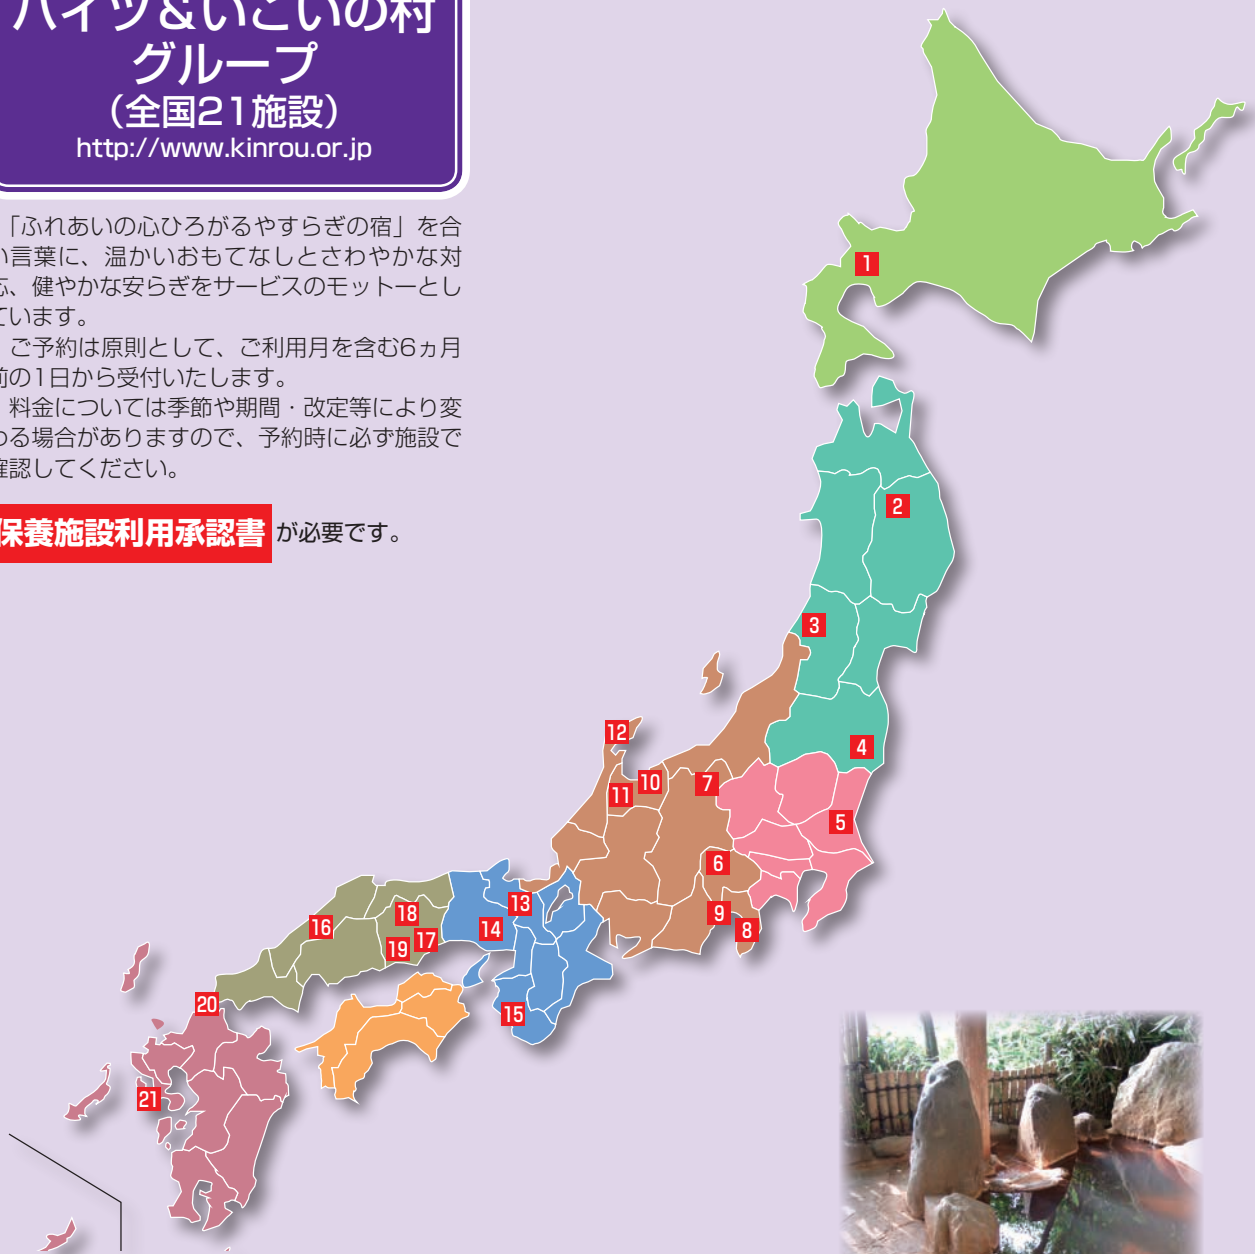 ハイツ＆いこいの村
グループ
（全国21施設）
http://www.kinrou.or.jp
「ふれあいの心ひろがるやすらぎの宿」を合
い言葉に、温かいおもてなしとさわやかな対
応、健やかな安らぎをサービスのモットーとし
ています。
ご予約は原則として、ご利用月を含む6ヵ月
前の1日から受付いたします。
料金については季節や期間・改定等により変
わる場合がありますので、予約時に必ず施設で
確認してください。
保養施設利用承認書 が必要です。
1
2
3
4
12
10
7
11
5
6
13
18
16
14
9
8
17
19
20
15
21